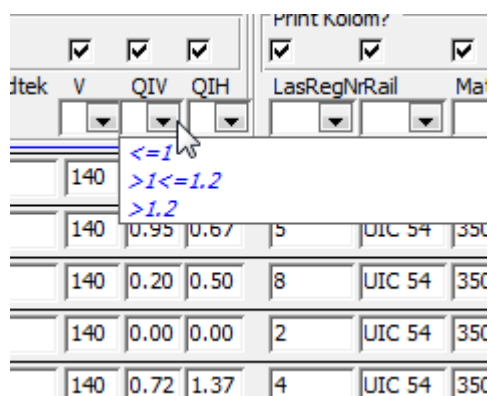 Print Kolom?
dtek V QIV QIH LasRegNrRail Mat
<=1
>1<=1.2
>1.2
140
140 0.95 0.67 5 UIC 54 350
140 0.20 0.50 8 UIC 54 350
140 0.00 0.00 2 UIC 54 350
140 0.72 1.37 4 UIC 54 350